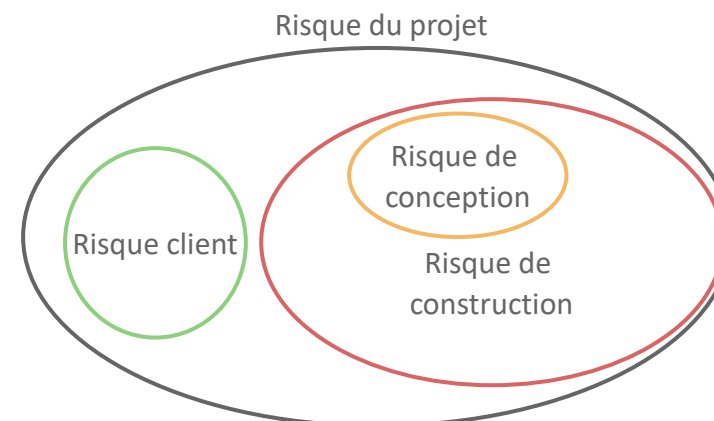 Risque du projet
Risque de
conception
Risque client
Risque de
construction